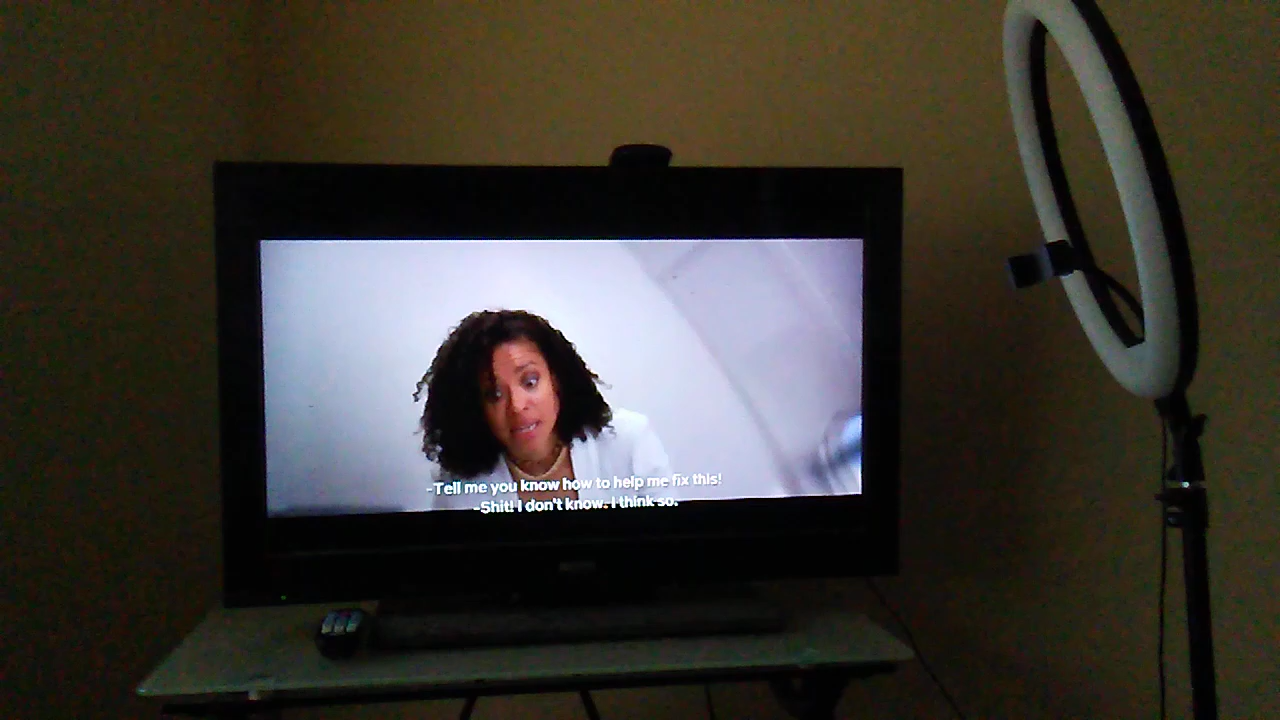 -Tell me you know how to help me fix this!
-Shit! I don't know. I think so.